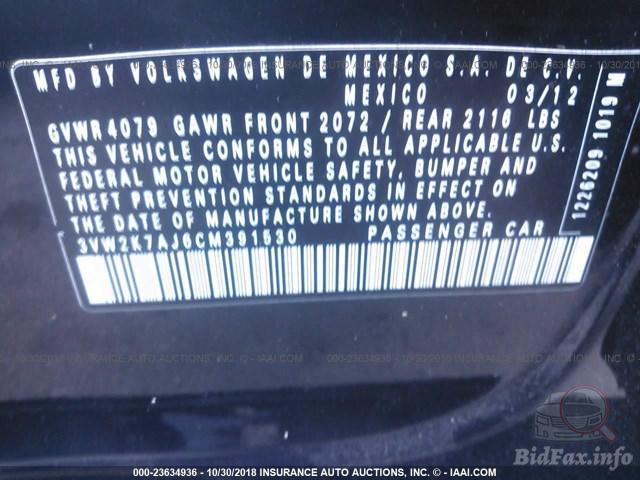 MFD BY VOLKSWAGEN DE MEXICO S.A. DE C.V.
MEXICO 03/12
GVWR 4079 GAWR FRONT 2072 / REAR 2116 LBS
THIS VEHICLE CONFORMS TO ALL APPLICABLE U.S.
FEDERAL MOTOR VEHICLE SAFETY, BUMPER AND
THEFT PREVENTION STANDARDS IN EFFECT ON
THE DATE OF MANUFACTURE SHOWN ABOVE.
3VW2K7AJ6CM391530 PASSENGER CAR
1226209 1019 M
000-23634936 - 10/30/2018 INSURANCE AUTO AUCTIONS, INC. - IAAI.COM
BidFax.info